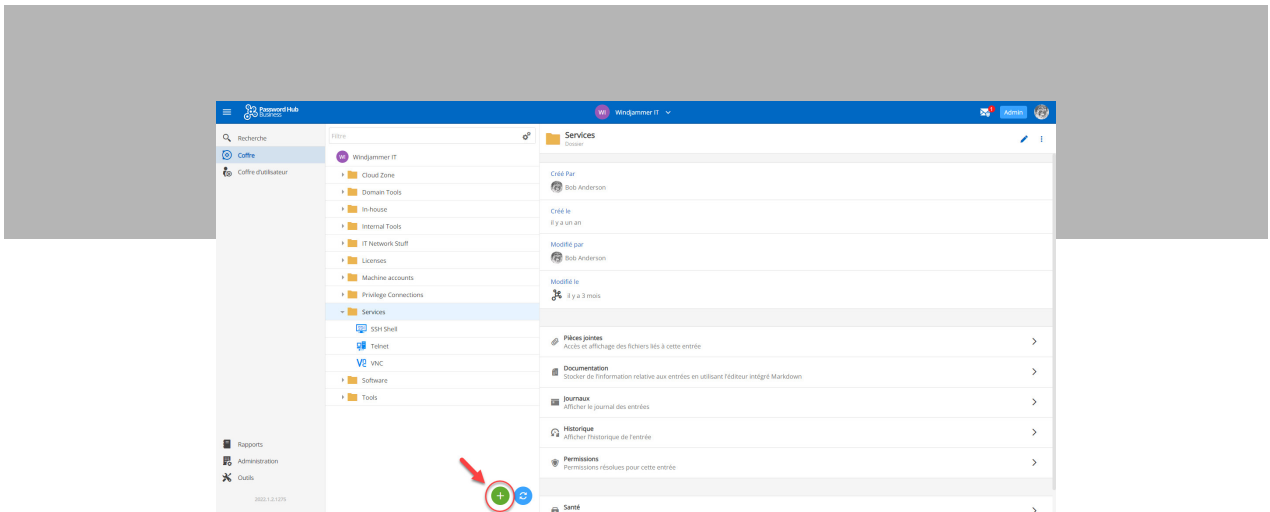 Password Hub
Business
WI
Windjammer IT
1
Admin
Recherche
Coffre
Coffre d'utilisateur
Rapports
Administration
Outils
2022.1.2.1275
Filtre
WI
Windjammer IT
Cloud Zone
Domain Tools
In-house
Internal Tools
IT Network Stuff
Licenses
Machine accounts
Privilege Connections
Services
SSH Shell
Telnet
VNC
Software
Tools
Services
Dossier
Créé Par
Bob Anderson
Créé le
il y a un an
Modifié par
Bob Anderson
Modifié le
il y a 3 mois
Pièces jointes
Accès et affichage des fichiers liés à cette entrée
Documentation
Stocker de l'information relative aux entrées en utilisant l'éditeur intégré Markdown
Journaux
Afficher le journal des entrées
Historique
Afficher l'historique de l'entrée
Permissions
Permissions résolues pour cette entrée
Santé